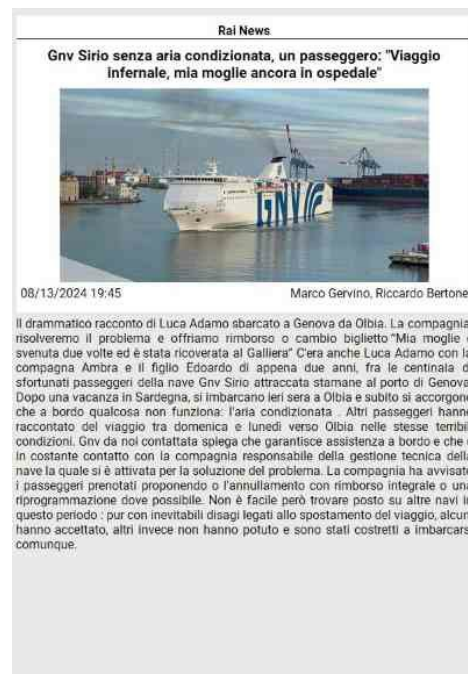 Rai News
Gnv Sirio senza aria condizionata, un passeggero: "Viaggio
infernale, mia moglie ancora in ospedale"
GNV
08/13/2024 19:45
Marco Gervino, Riccardo Bertone
Il drammatico racconto di Luca Adamo sbarcato a Genova da Olbia. La compagnia
risolveremo il problema e offriamo rimborso o cambio biglietto "Mia moglie
svenuta due volte ed è stata ricoverata al Galliera" C'era anche Luca Adamo con
compagna Ambra e il figlio Edoardo di appena due anni, fra le centinaia
sfortunati passeggeri della nave Gnv Sirio attraccata stamane al porto di Genova
Dopo una vacanza in Sardegna, si imbarcano ieri sera a Olbia e subito si accorgono
che a bordo qualcosa non funziona: l'aria condizionata . Altri passeggeri hanno
raccontato del viaggio tra domenica e lunedì verso Olbia nelle stesse terribil
condizioni. Gnv da noi contattata spiega che garantisce assistenza a bordo e che
in costante contatto con la compagnia responsabile della gestione tecnica della
nave la quale si è attivata per la soluzione del problema. La compagnia ha avvisato
i passeggeri prenotati proponendo o l'annullamento con rimborso integrale o una
riprogrammazione dove possibile. Non è facile però trovare posto su altre navi in
questo periodo : pur con inevitabili disagi legati allo spostamento del viaggio, alcun
hanno accettato, altri invece non hanno potuto e sono stati costretti a imbarcars
comunque.